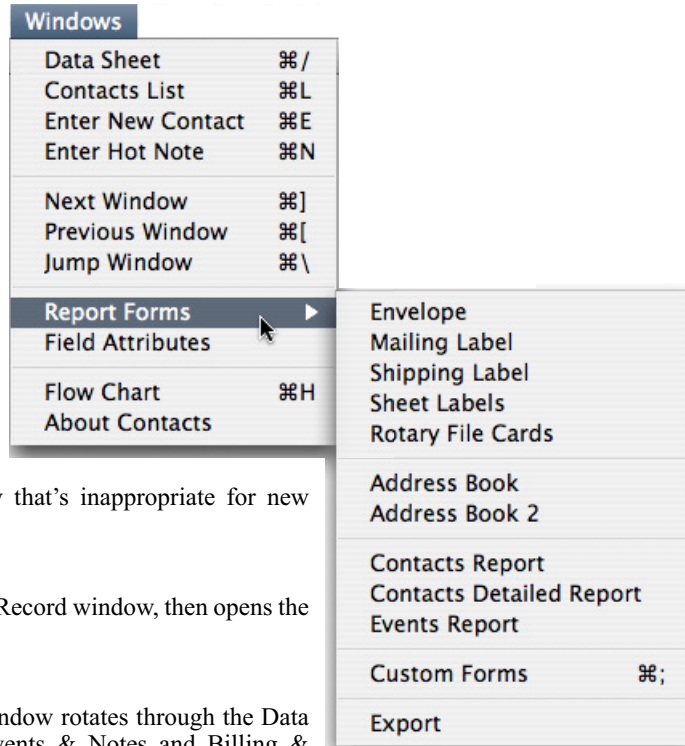 Windows
Data Sheet ⌘/
Contacts List ⌘L
Enter New Contact ⌘E
Enter Hot Note ⌘N
Next Window ⌘]
Previous Window ⌘[
Jump Window ⌘\
Report Forms ▶
Field Attributes
Flow Chart ⌘H
About Contacts
Envelope
Mailing Label
Shipping Label
Sheet Labels
Rotary File Cards
Address Book
Address Book 2
Contacts Report
Contacts Detailed Report
Events Report
Custom Forms ⌘;
Export
that's inappropriate for new
Record window, then opens the
ndow rotates through the Data
vents & Notes and Billing &